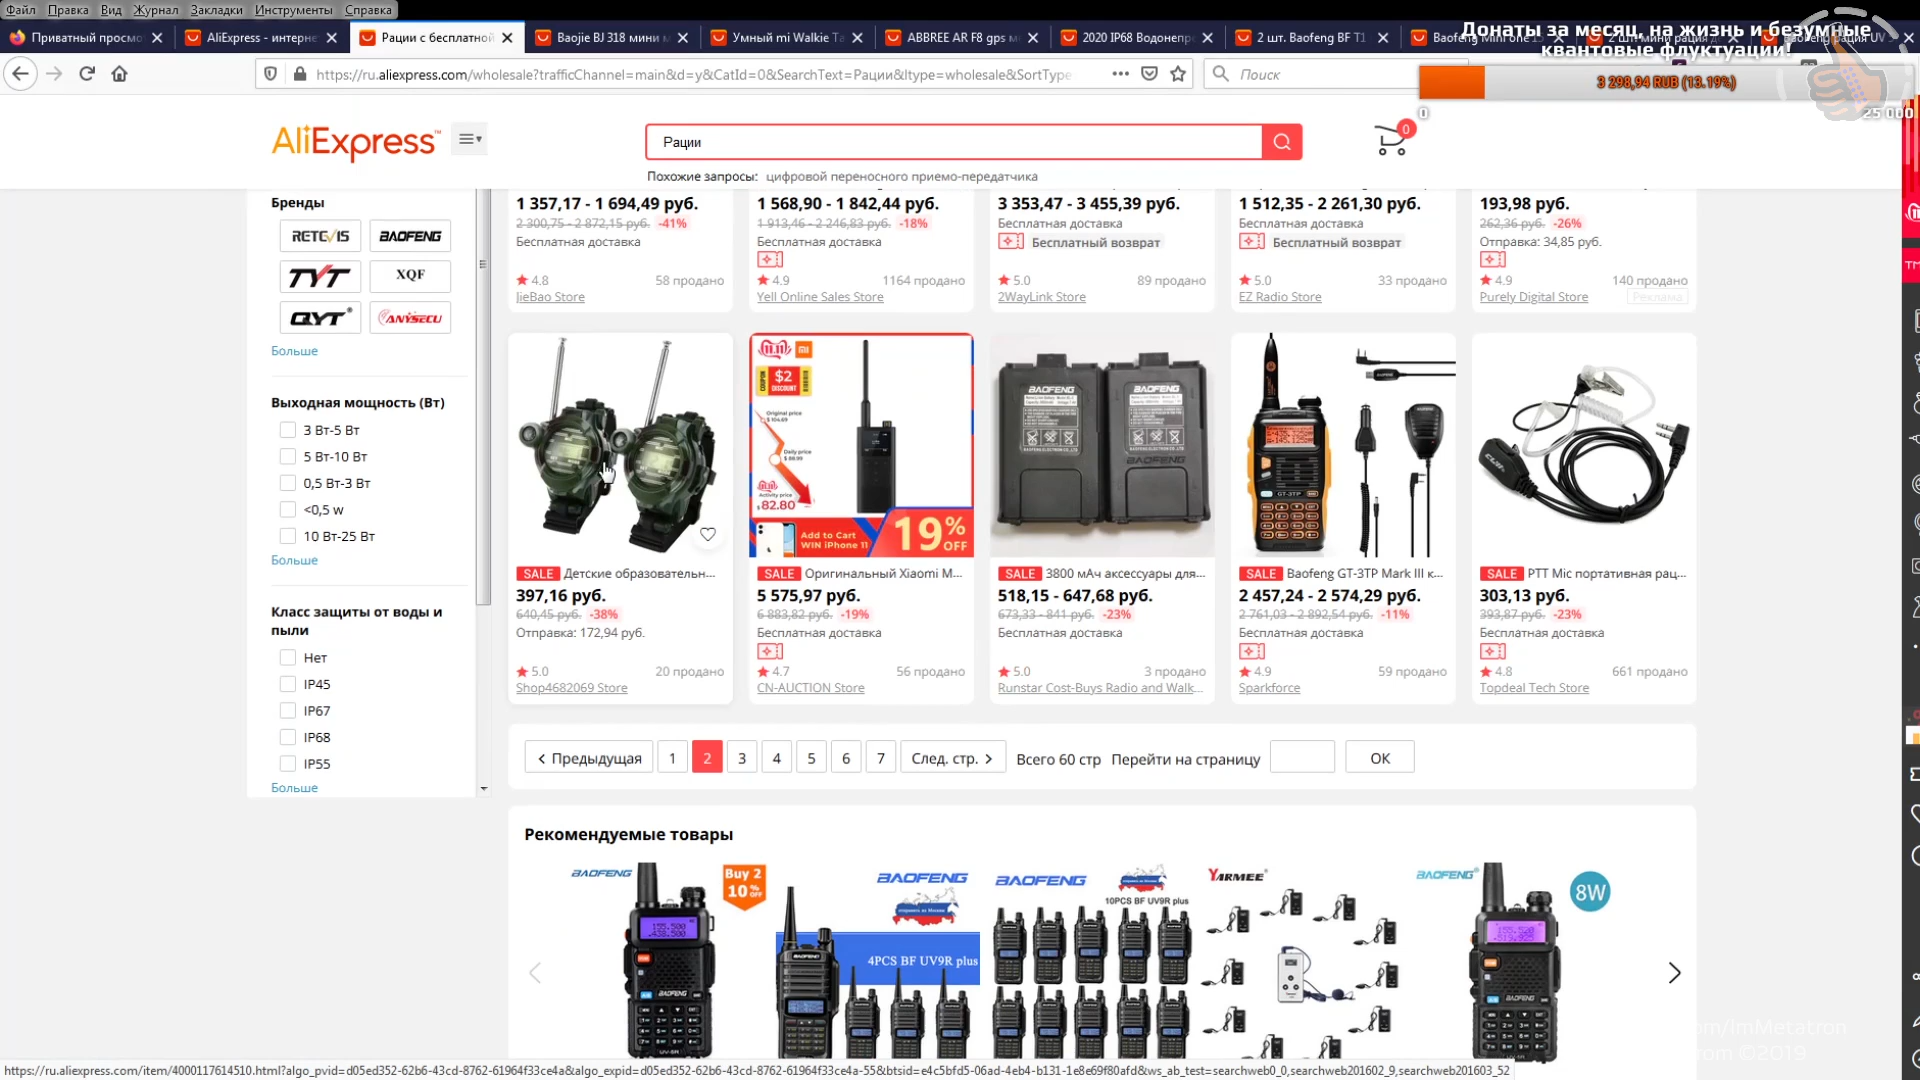 Файл Правка Вид Журнал Закладки Инструменты Справка
Приватный просмо
AliExpress - интерне
Рации с бесплатной
Baojie BJ 318 мини м
Умный mi Walkie Ta
ABBREE AR F8 gps м
2020 IP68 Водонепр
2 шт. Baofeng BF T1
Донаты за месяц, на жизнь и безумные
квантовые флуктуации!
3 298,94 RUB (13.19%)
0
25 000
https://ru.aliexpress.com/wholesale?trafficChannel=main&d=y&CatId=0&SearchText=Рации&ltype=wholesale&SortType
Поиск
AliExpress
Рации
0
Похожие запросы: цифровой переносного приемо-передатчика
Бренды
RETEVIS BAOFENG
TYT XQF
QYT ANYSECU
Больше
Выходная мощность (Вт)
3 Вт-5 Вт
5 Вт-10 Вт
0,5 Вт-3 Вт
<0,5 w
10 Вт-25 Вт
Больше
Класс защиты от воды и
пыли
Нет
IP45
IP67
IP68
IP55
Больше
1 357,17 - 1 694,49 руб.
2 300,75 - 2 872,15 руб. -41%
Бесплатная доставка
4.8 58 продано
JieBao Store
1 568,90 - 1 842,44 руб.
1 913,46 - 2 246,83 руб. -18%
Бесплатная доставка
4.9 1164 продано
Yell Online Sales Store
3 353,47 - 3 455,39 руб.
Бесплатная доставка
Бесплатный возврат
5.0 89 продано
2WayLink Store
1 512,35 - 2 261,30 руб.
Бесплатная доставка
Бесплатный возврат
5.0 33 продано
EZ Radio Store
193,98 руб.
262,36 руб. -26%
Отправка: 34,85 руб.
4.9 140 продано
Purely Digital Store
Реклама
SALE Детские образовательн...
397,16 руб.
640,45 руб. -38%
Отправка: 172,94 руб.
5.0 20 продано
Shop4682069 Store
11.11
COUPON $2 DISCOUNT
Original price
$ 104.69
Daily price
$ 88.99
Activity price
$ 82.80
Add to Cart
WIN iPhone 11
19% OFF
SALE Оригинальный Xiaomi M...
5 575,97 руб.
6 883,82 руб. -19%
Бесплатная доставка
4.7 56 продано
CN-AUCTION Store
BAOFENG BAOFENG
SALE 3800 мАч аксессуары для...
518,15 - 647,68 руб.
673,33 - 841 руб. -23%
Бесплатная доставка
5.0 3 продано
Runstar Cost-Buys Radio and Walk...
GT-3TP
SALE Baofeng GT-3TP Mark III к...
2 457,24 - 2 574,29 руб.
2 761,03 - 2 892,54 руб. -11%
Бесплатная доставка
4.9 59 продано
Sparkforce
SALE PTT Mic портативная рац...
303,13 руб.
393,87 руб. -23%
Бесплатная доставка
4.8 661 продано
Topdeal Tech Store
Предыдущая 1 2 3 4 5 6 7 След. стр. Всего 60 стр Перейти на страницу ОК
Рекомендуемые товары
BAOFENG
Buy 2
10% OFF
BAOFENG
4PCS BF UV9R plus
BAOFENG
10PCS BF UV9R plus
YARMEE
BAOFENG
8W
om/ImMetatron
rom ©2019
https://ru.aliexpress.com/item/4000117614510.html?algo_pvid=d05ed352-62b6-43cd-8762-61964f33ce4a&algo_expid=d05ed352-62b6-43cd-8762-61964f33ce4a-55&btsid=e4c5bfd5-06ad-4eb4-b131-1e8e69f80afd&ws_ab_test=searchweb0_0,searchweb201602_9,searchweb201603_52